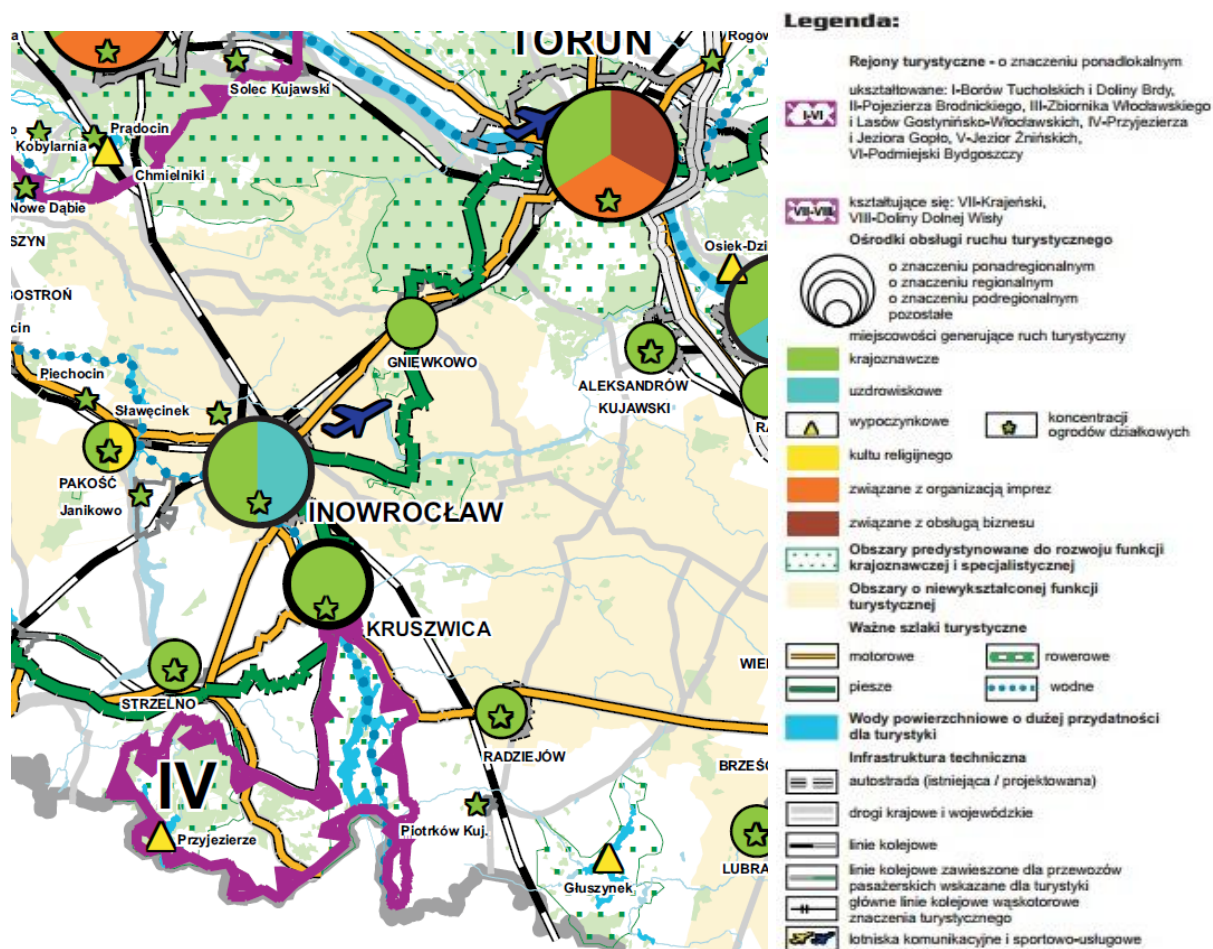 TORUŃ
Rogów
Solec Kujawski
Prądocin
Kobylarnia
Chmielniki
Nowe Dąbie
SZYN
Osiek-Dzi
OSTROŃ
cin
GNIEWKOWO
Piechocin
ALEKSANDRÓW
KUJAWSKI
Sławęcinek
RA
PAKOŚĆ
Janikowo
INOWROCŁAW
KRUSZWICA
WIE
STRZELNO
RADZIEJÓW
BRZEŚĆ
IV
Przyjezierze
Piotrków Kuj.
Głuszynek
LUBRA
Legenda:
Rejony turystyczne - o znaczeniu ponadlokalnym
I-VI
ukształtowane: I-Borów Tucholskich i Doliny Brdy,
II-Pojezierza Brodnickiego, III-Zbiornika Włocławskiego
i Lasów Gostynińsko-Włocławskich, IV-Przyjezierza
i Jeziora Gopło, V-Jezior Żnińskich,
VI-Podmiejski Bydgoszczy
VII-VIII
kształtujące się: VII-Krajeński,
VIII-Doliny Dolnej Wisły
Ośrodki obsługi ruchu turystycznego
o znaczeniu ponadregionalnym
o znaczeniu regionalnym
o znaczeniu podregionalnym
pozostałe
miejscowości generujące ruch turystyczny
krajoznawcze
uzdrowiskowe
wypoczynkowe
koncentracji
ogrodów działkowych
kultu religijnego
związane z organizacją imprez
związane z obsługą biznesu
Obszary predystynowane do rozwoju funkcji
krajoznawczej i specjalistycznej
Obszary o niewykształconej funkcji
turystycznej
Ważne szlaki turystyczne
motorowe
rowerowe
piesze
wodne
Wody powierzchniowe o dużej przydatności
dla turystyki
Infrastruktura techniczna
autostrada (istniejąca / projektowana)
drogi krajowe i wojewódzkie
linie kolejowe
linie kolejowe zawieszone dla przewozów
pasażerskich wskazane dla turystyki
główne linie kolejowe wąskotorowe
znaczenia turystycznego
lotniska komunikacyjne i sportowo-usługowe